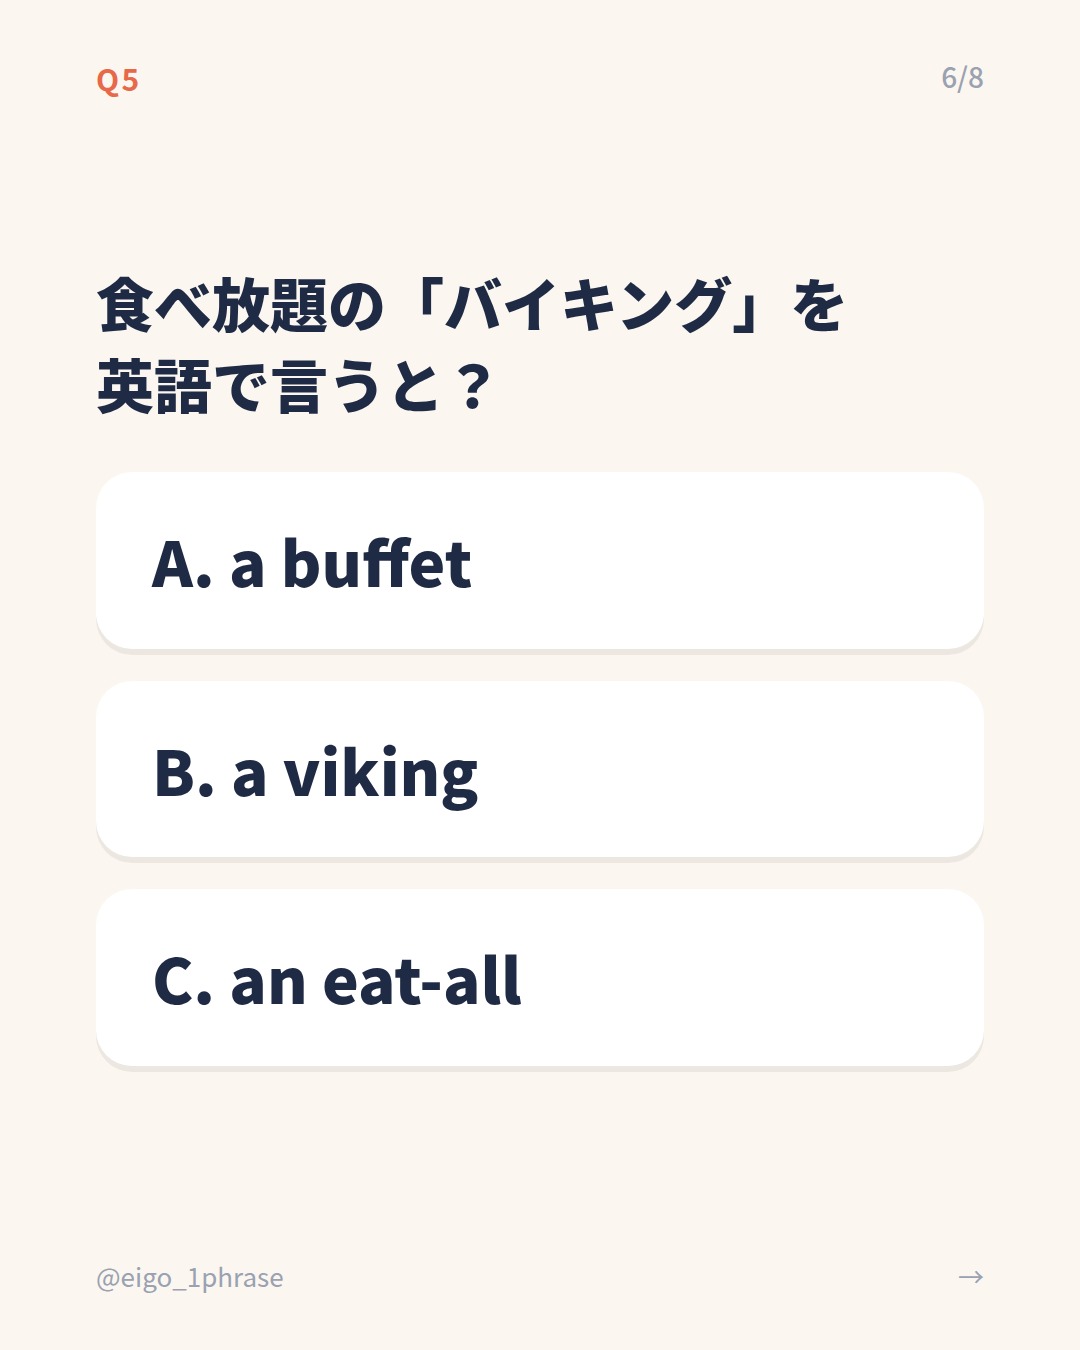 Q5
6/8
食べ放題の「バイキング」を
英語で言うと？
A. a buffet
B. a viking
C. an eat-all
@eigo_1phrase
→